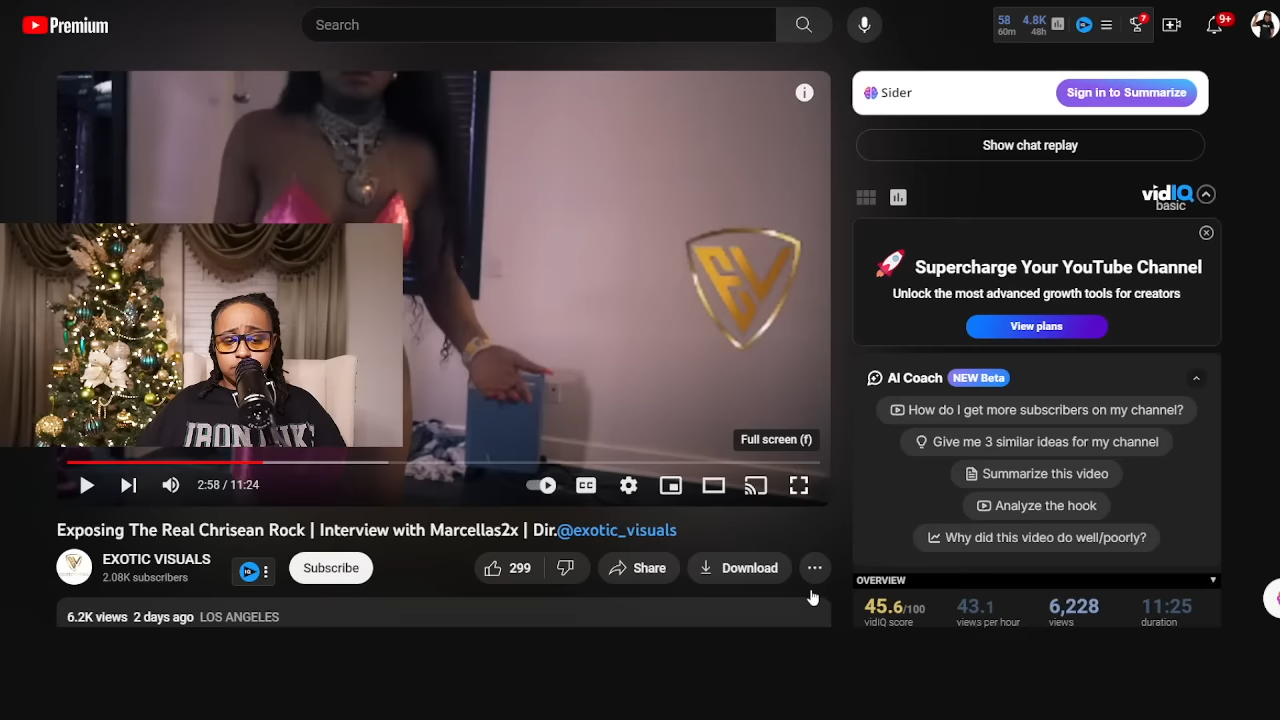 Premium
Search
58
60m
4.8K
48h
7
9+
Sider
Sign in to Summarize
Show chat replay
vidIQ
basic
Supercharge Your YouTube Channel
Unlock the most advanced growth tools for creators
View plans
EV
IRON
Full screen (f)
AI Coach NEW Beta
How do I get more subscribers on my channel?
Give me 3 similar ideas for my channel
Summarize this video
Analyze the hook
Why did this video do well/poorly?
CC
2:58 / 11:24
Exposing The Real Chrisean Rock | Interview with Marcellas2x | Dir.@exotic_visuals
EXOTIC VISUALS
2.08K subscribers
IQ
Subscribe
299
Share
Download
6.2K views 2 days ago LOS ANGELES
OVERVIEW
45.6/100
vidIQ score
43.1
views per hour
6,228
views
11:25
duration